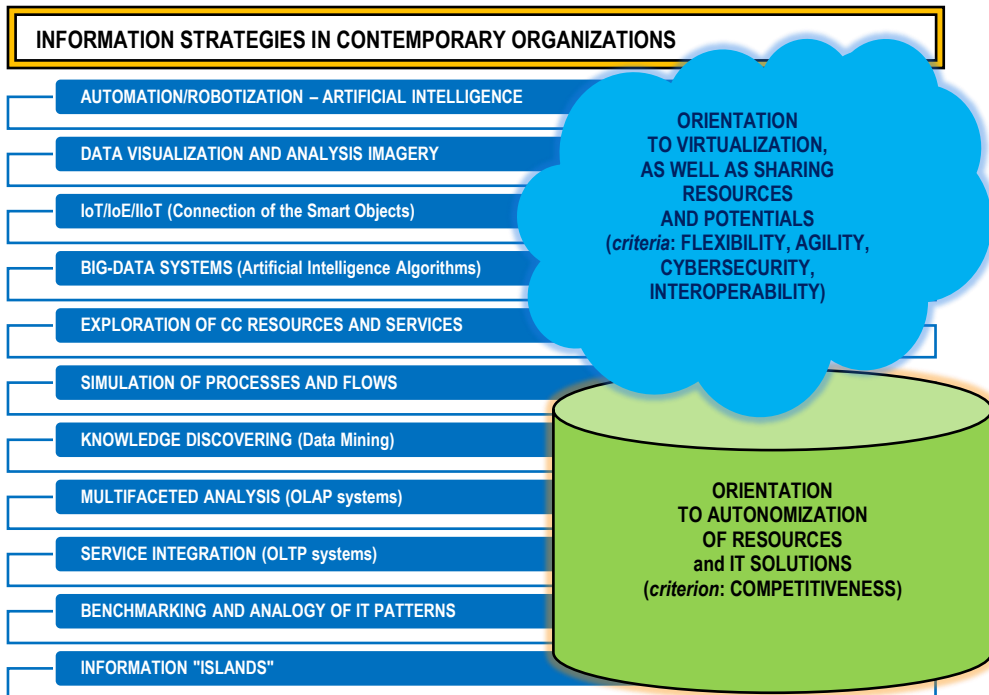 INFORMATION STRATEGIES IN CONTEMPORARY ORGANIZATIONS
AUTOMATION/ROBOTIZATION – ARTIFICIAL INTELLIGENCE
DATA VISUALIZATION AND ANALYSIS IMAGERY
IoT/IoE/IIoT (Connection of the Smart Objects)
BIG-DATA SYSTEMS (Artificial Intelligence Algorithms)
EXPLORATION OF CC RESOURCES AND SERVICES
SIMULATION OF PROCESSES AND FLOWS
KNOWLEDGE DISCOVERING (Data Mining)
MULTIFACETED ANALYSIS (OLAP systems)
SERVICE INTEGRATION (OLTP systems)
BENCHMARKING AND ANALOGY OF IT PATTERNS
INFORMATION "ISLANDS"
ORIENTATION
TO VIRTUALIZATION,
AS WELL AS SHARING
RESOURCES
AND POTENTIALS
(criteria: FLEXIBILITY, AGILITY,
CYBERSECURITY,
INTEROPERABILITY)
ORIENTATION
TO AUTONOMIZATION
OF RESOURCES
and IT SOLUTIONS
(criterion: COMPETITIVENESS)